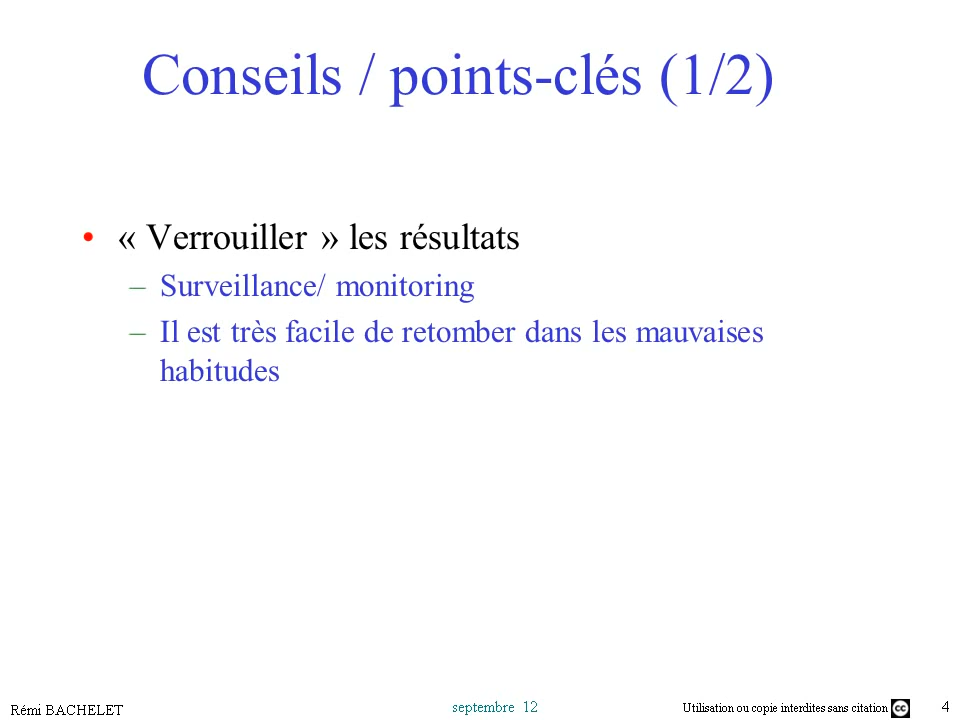 Conseils / points-clés (1/2)
• « Verrouiller » les résultats
– Surveillance/ monitoring
– Il est très facile de retomber dans les mauvaises
habitudes
Rémi BACHELET
septembre 12
Utilisation ou copie interdites sans citation
cc
4